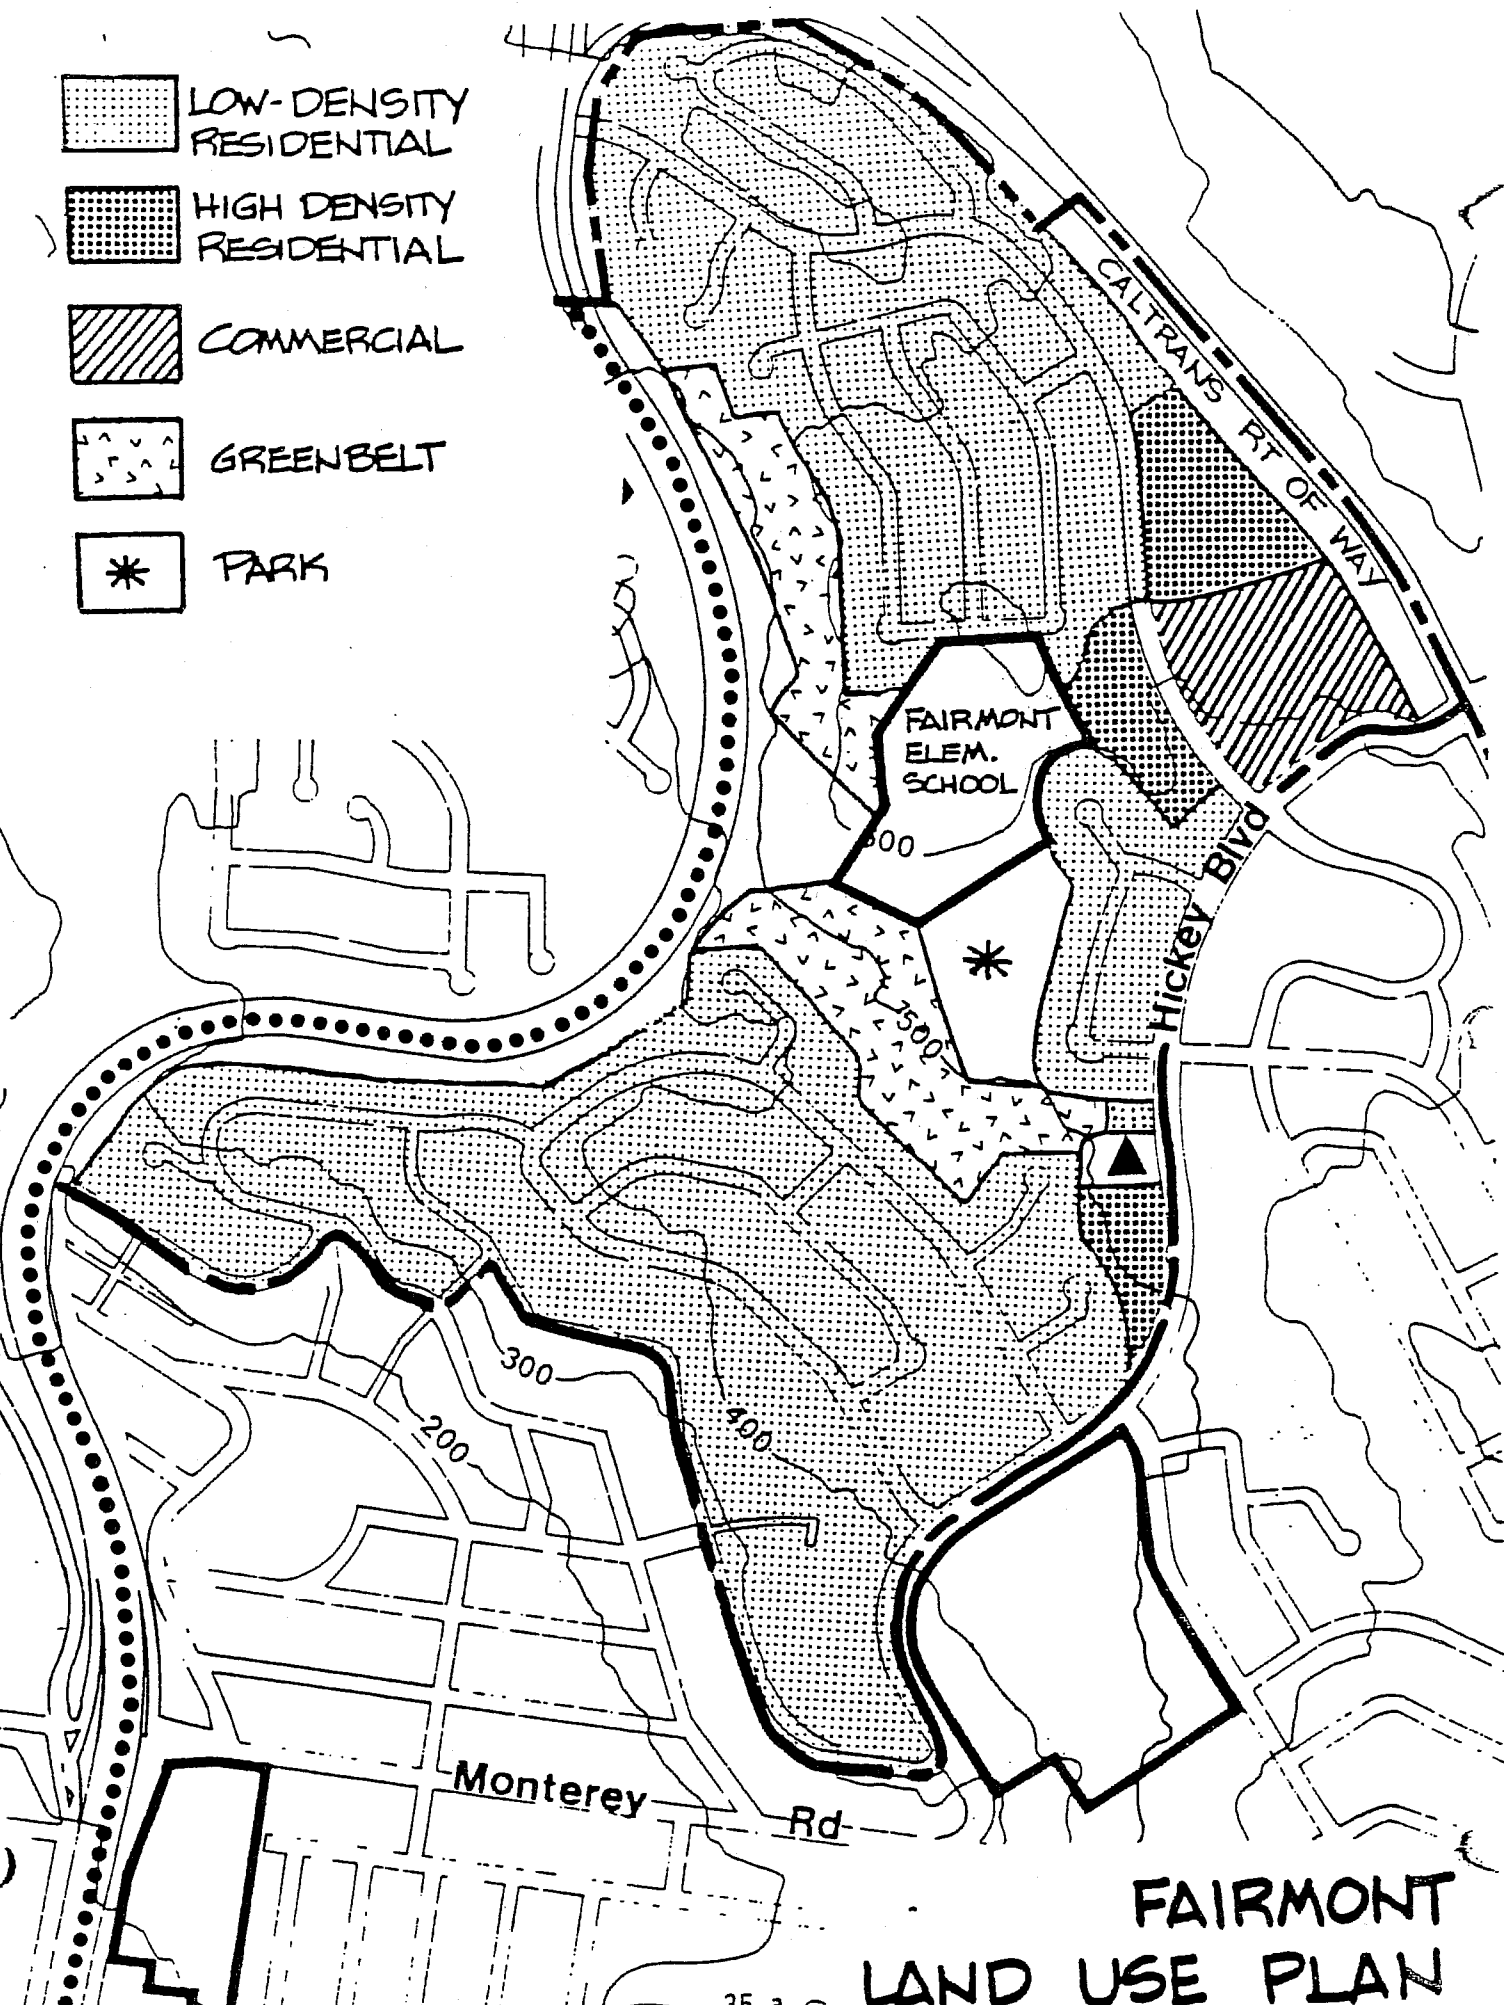 LOW-DENSITY
RESIDENTIAL
HIGH DENSITY
RESIDENTIAL
COMMERCIAL
GREENBELT
PARK
CALTRANS RT OF WAY
FAIRMONT
ELEM.
SCHOOL
500
Hickey Blvd
300
400
200
Monterey Rd
FAIRMONT
LAND USE PLAN